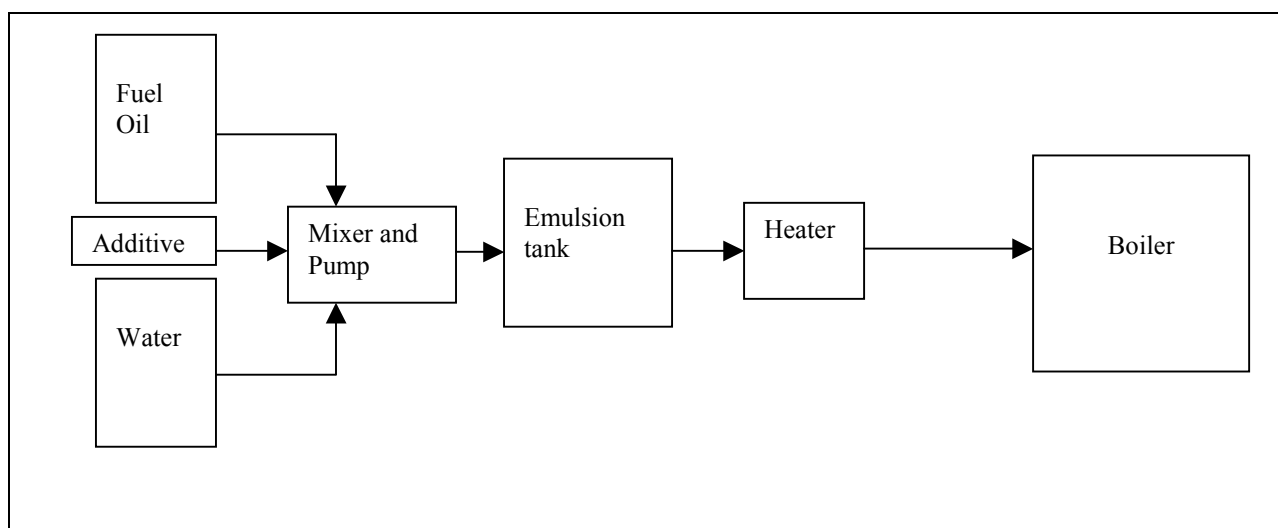 Fuel
Oil
Additive
Water
Mixer and
Pump
Emulsion
tank
Heater
Boiler